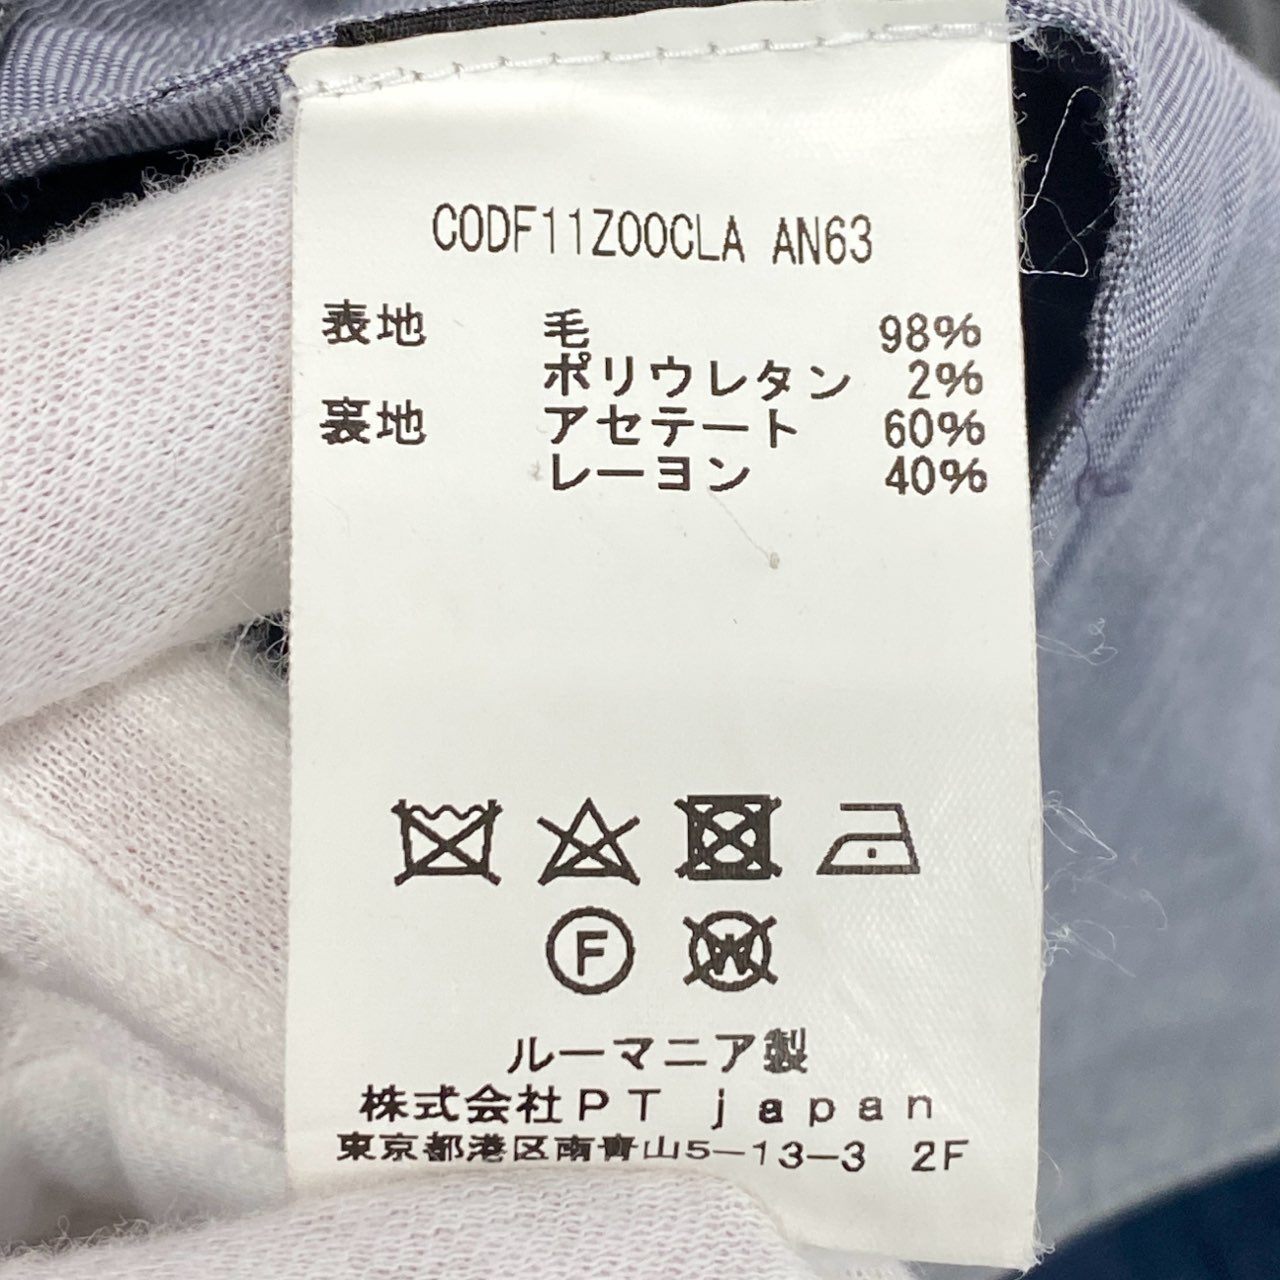 CODF11Z00CLA AN63
表地 毛 98%
ポリウレタン 2%
裏地 アセテート 60%
レーヨン 40%
F W
ルーマニア製
株式会社PT japan
東京都港区南青山5-13-3 2F